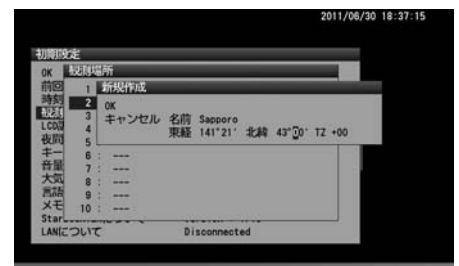 2011/06/30 18:37:15
初期設定
OK 観測場所
前回 1 新規作成
時刻 2 OK
観測 3 キャンセル 名前 Sapporo
LCD 4 東経 141°21' 北緯 43°00' TZ +00
夜間 5
キー 6 : ---
音量 7 : ---
大気 8 : ---
言語 9 : ---
メモ 10 : ---
Star
LANについて Disconnected